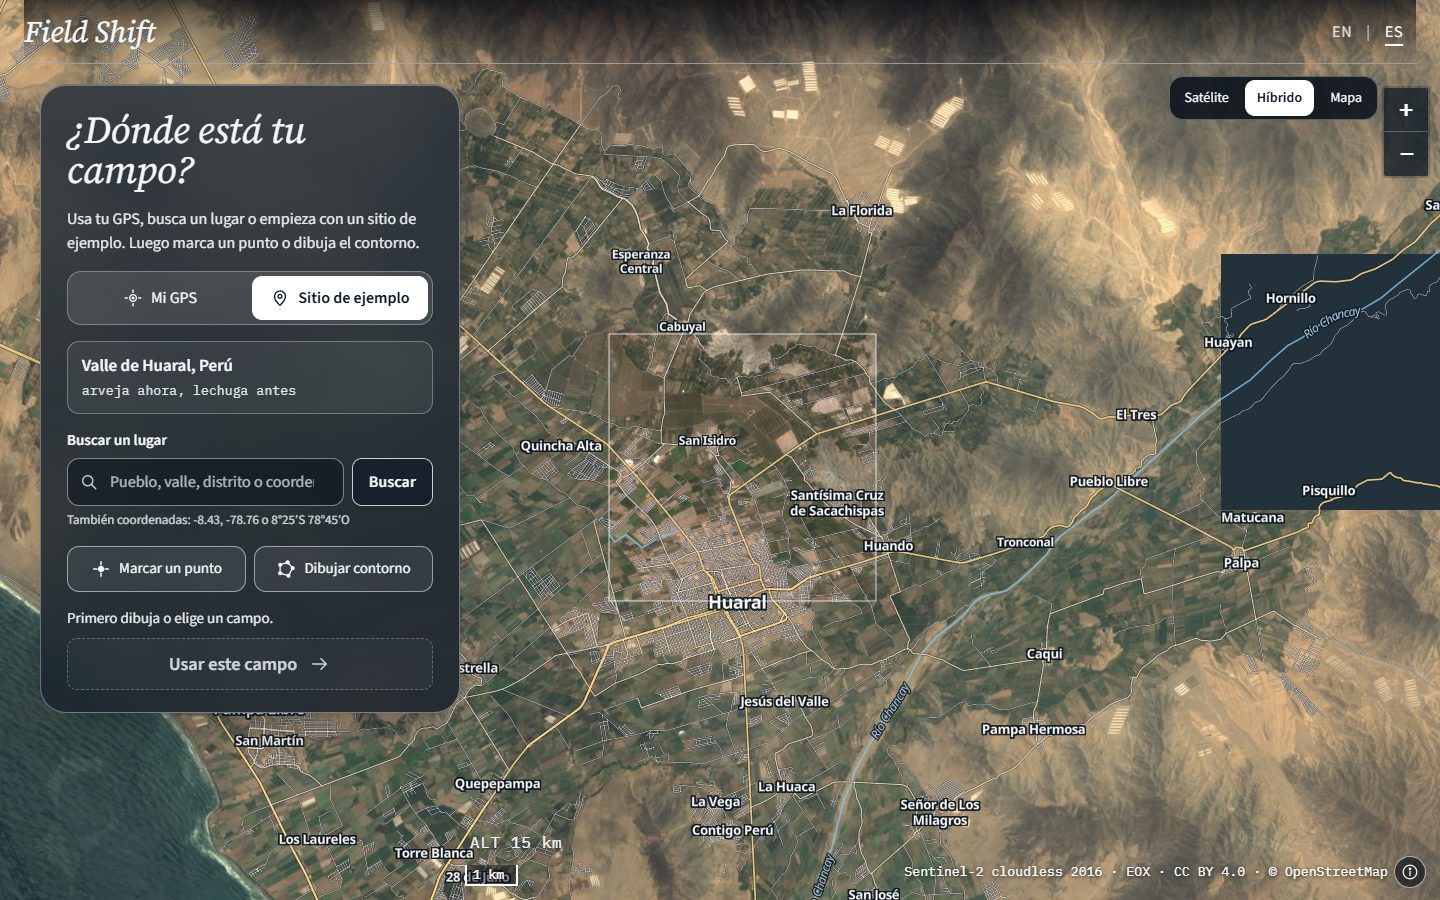 Field Shift
EN | ES
Satélite Híbrido Mapa
+
−
¿Dónde está tu
campo?
Usa tu GPS, busca un lugar o empieza con un sitio de
ejemplo. Luego marca un punto o dibuja el contorno.
Mi GPS Sitio de ejemplo
Valle de Huaral, Perú
arveja ahora, lechuga antes
Buscar un lugar
Pueblo, valle, distrito o coorde
Buscar
También coordenadas: -8.43, -78.76 o 8°25'S 78°45'O
Marcar un punto Dibujar contorno
Primero dibuja o elige un campo.
Usar este campo →
La Florida
Esperanza
Central
Cabuyal
Hornillo
Río Chancay
Huayan
El Tres
Quincha Alta
San Isidro
Pueblo Libre
Santísima Cruz
de Sacachispas
Pisquillo
Matucana
Huando
Tronconal
Palpa
Huaral
Caqui
strella
Jesús del Valle
Río Chancay
Pampa Hermosa
San Martín
Quepepampa
La Huaca
La Vega
Señor de Los
Milagros
Contigo Perú
Los Laureles
Torre Blanca
ALT 15 km
28 de Julio
1 km
Chancay
San José
Sentinel-2 cloudless 2016 · EOX · CC BY 4.0 · © OpenStreetMap